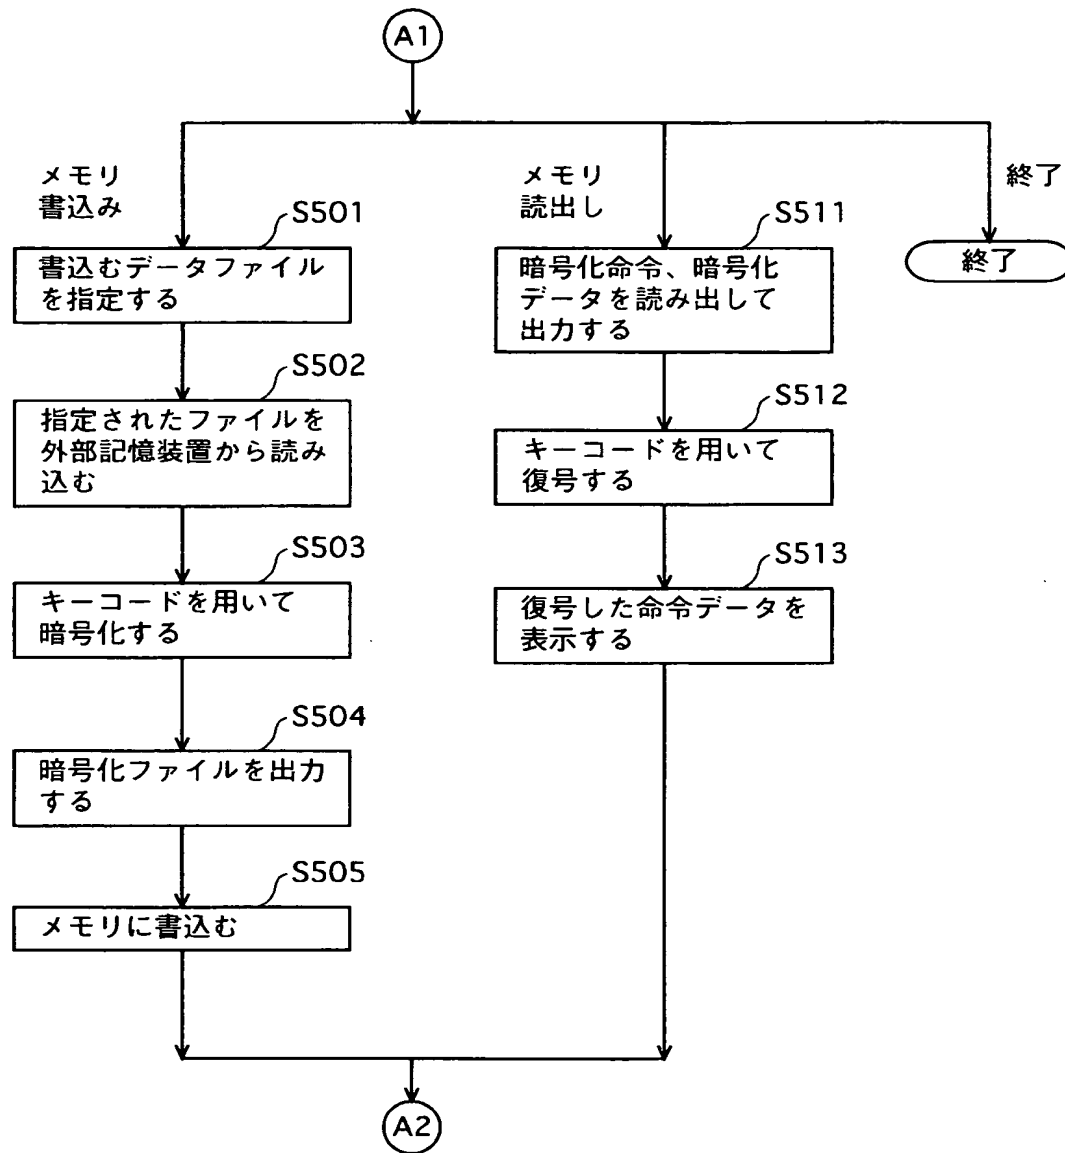 A1
メモリ
書込み
S501
書込むデータファイル
を指定する
S502
指定されたファイルを
外部記憶装置から読み
込む
S503
キーコードを用いて
暗号化する
S504
暗号化ファイルを出力
する
S505
メモリに書込む
メモリ
読出し
S511
暗号化命令、暗号化
データを読み出して
出力する
S512
キーコードを用いて
復号する
S513
復号した命令データを
表示する
終了
終了
A2